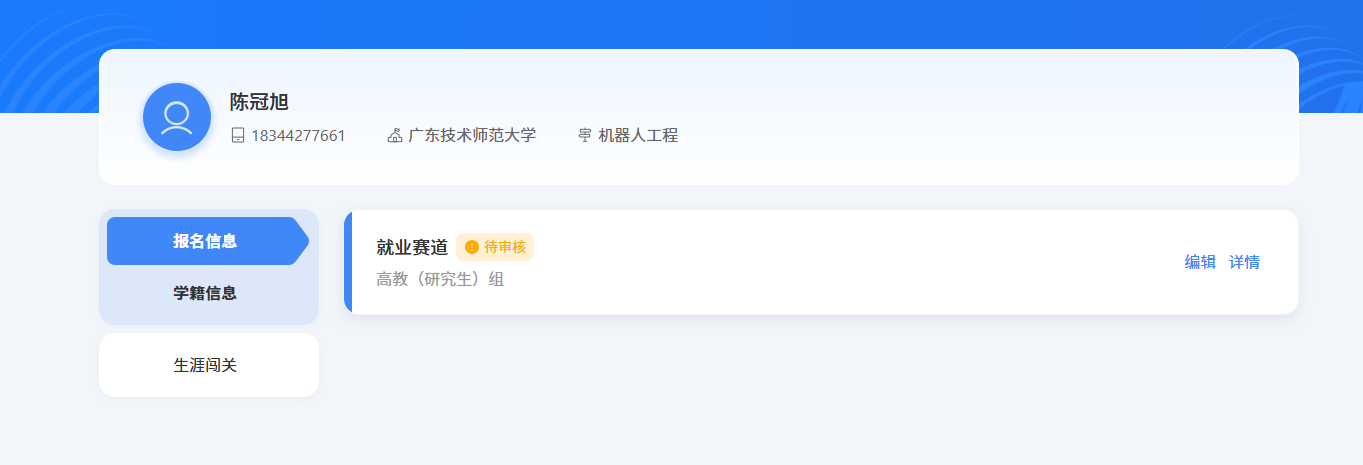 陈冠旭
18344277661 广东技术师范大学 机器人工程
报名信息
学籍信息
生涯闯关
就业赛道 待审核
高教（研究生）组
编辑 详情